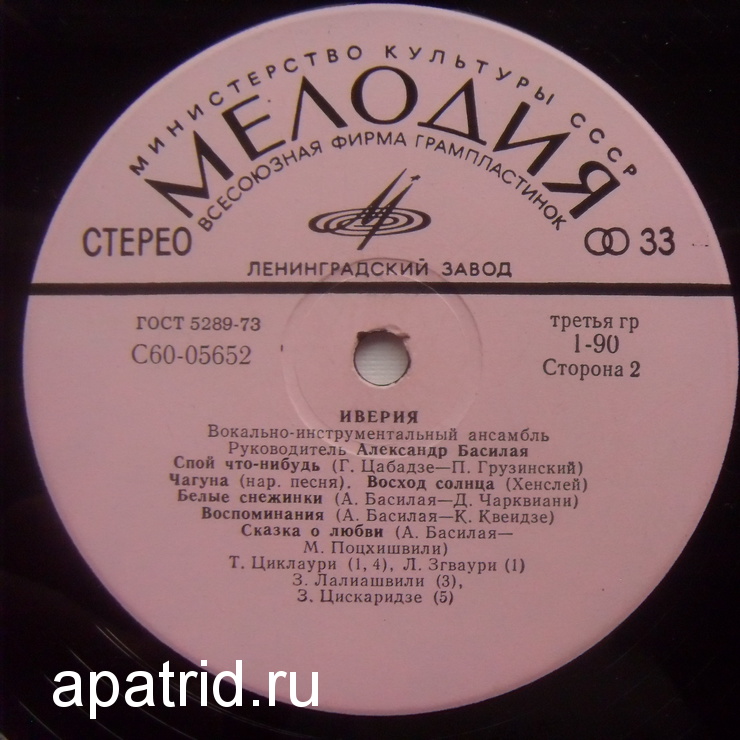 МИНИСТЕРСТВО КУЛЬТУРЫ СССР
МЕЛОДИЯ
ВСЕСОЮЗНАЯ ФИРМА ГРАМПЛАСТИНОК
СТЕРЕО
33
ЛЕНИНГРАДСКИЙ ЗАВОД
ГОСТ 5289-73
С60-05652
третья гр
1-90
Сторона 2
ИВЕРИЯ
Вокально-инструментальный ансамбль
Руководитель Александр Басилая
Спой что-нибудь (Г. Цабадзе—П. Грузинский)
Чагуна (нар. песня). Восход солнца (Хенслей)
Белые снежинки (А. Басилая—Д. Чарквиани)
Воспоминания (А. Басилая—К. Квеидзе)
Сказка о любви (А. Басилая—
М. Поцхишвили)
Т. Циклаури (1, 4), Л. Згваури (1)
З. Лалиашвили (3),
З. Цискаридзе (5)
apatrid.ru